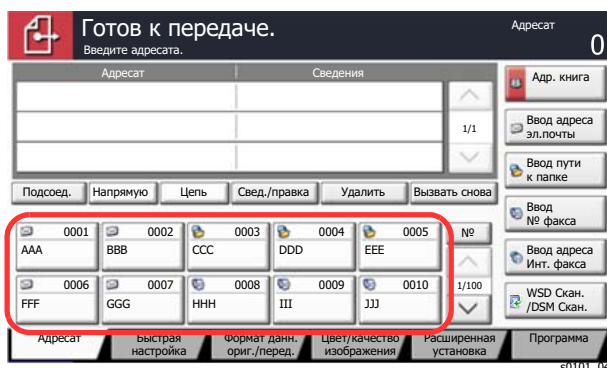 Готов к передаче.
Введите адресата.
Адресат
0
Адресат Сведения
1/1
Адр. книга
Ввод адреса
эл.почты
Ввод пути
к папке
Ввод
№ факса
Ввод адреса
Инт. факса
WSD Скан.
/DSM Скан.
Подсоед. Напрямую Цепь Свед./правка Удалить Вызвать снова
0001 0002 0003 0004 0005 №
AAA BBB CCC DDD EEE
0006 0007 0008 0009 0010 1/100
FFF GGG HHH III JJJ
Адресат
Быстрая
настройка
Формат данн.
ориг./перед.
Цвет/качество
изображения
Расширенная
установка
Программа